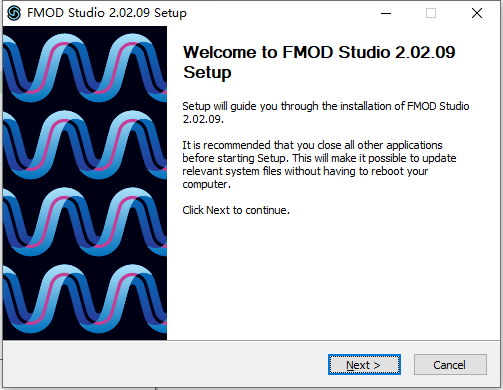 FMOD Studio 2.02.09 Setup
Welcome to FMOD Studio 2.02.09
Setup
Setup will guide you through the installation of FMOD Studio
2.02.09.
It is recommended that you close all other applications
before starting Setup. This will make it possible to update
relevant system files without having to reboot your
computer.
Click Next to continue.
Next >
Cancel